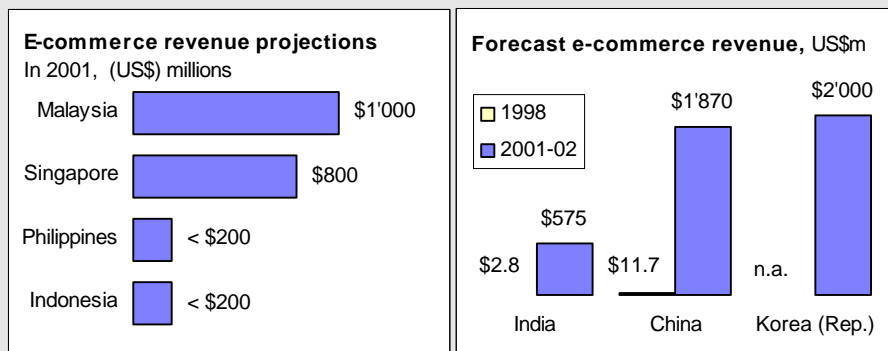 E-commerce revenue projections
In 2001, (US$) millions
Malaysia
$1'000
Singapore
$800
Philippines
< $200
Indonesia
< $200
Forecast e-commerce revenue, US$m
1998
2001-02
$2.8
$575
$11.7
$1'870
n.a.
$2'000
India
China
Korea (Rep.)